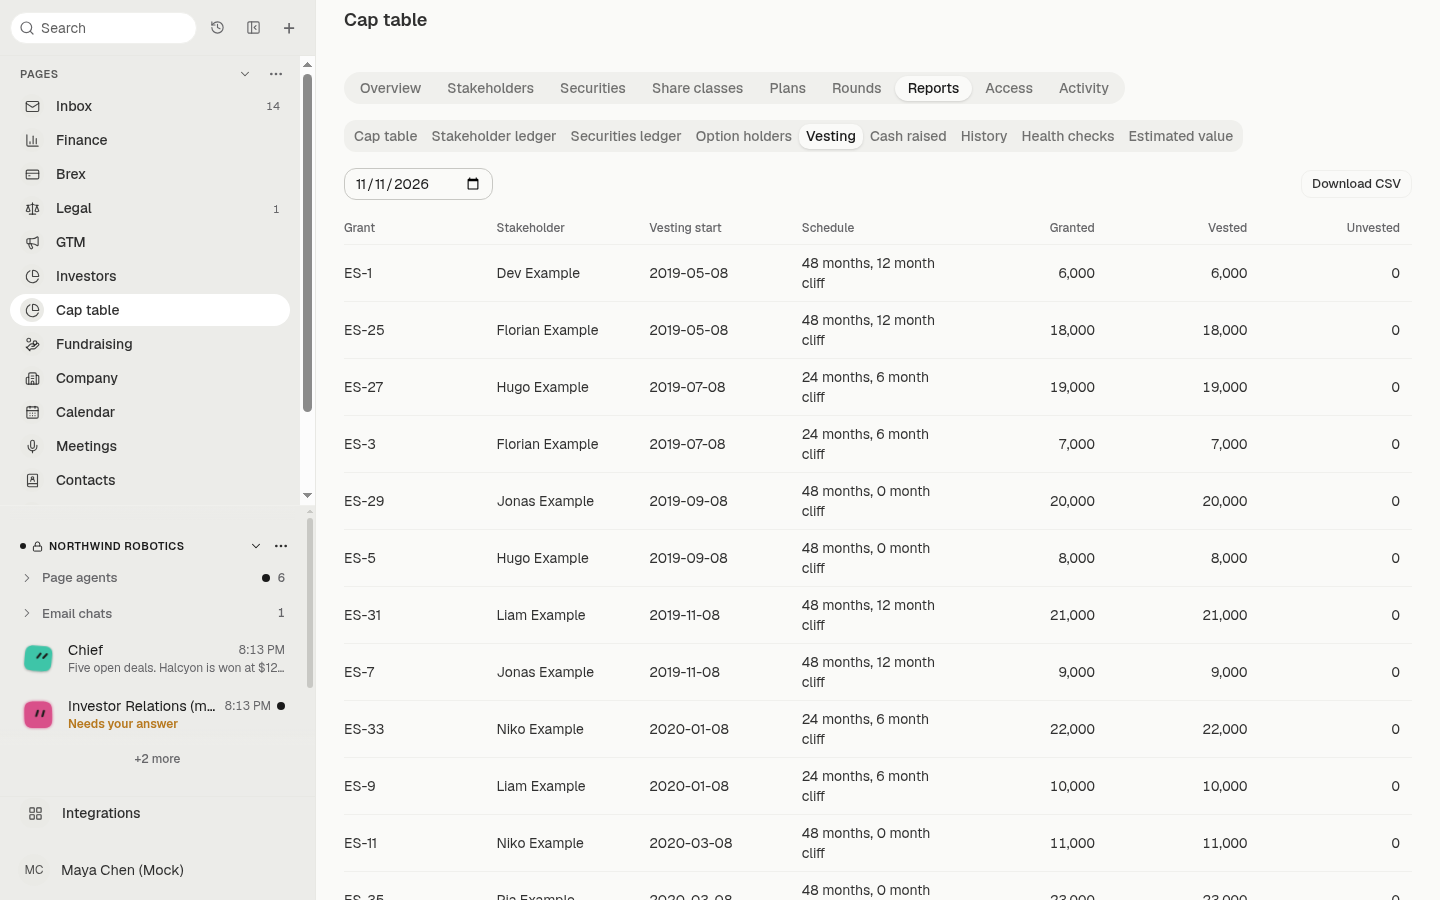 Search
PAGES
Inbox 14
Finance
Brex
Legal 1
GTM
Investors
Cap table
Fundraising
Company
Calendar
Meetings
Contacts
NORTHWIND ROBOTICS
Page agents 6
Email chats 1
Chief 8:13 PM
Five open deals. Halcyon is won at $12...
Investor Relations (m... 8:13 PM
Needs your answer
+2 more
Integrations
MC Maya Chen (Mock)
Cap table
Overview Stakeholders Securities Share classes Plans Rounds Reports Access Activity
Cap table Stakeholder ledger Securities ledger Option holders Vesting Cash raised History Health checks Estimated value
11/11/2026 Download CSV
Grant Stakeholder Vesting start Schedule Granted Vested Unvested
ES-1 Dev Example 2019-05-08 48 months, 12 month cliff 6,000 6,000 0
ES-25 Florian Example 2019-05-08 48 months, 12 month cliff 18,000 18,000 0
ES-27 Hugo Example 2019-07-08 24 months, 6 month cliff 19,000 19,000 0
ES-3 Florian Example 2019-07-08 24 months, 6 month cliff 7,000 7,000 0
ES-29 Jonas Example 2019-09-08 48 months, 0 month cliff 20,000 20,000 0
ES-5 Hugo Example 2019-09-08 48 months, 0 month cliff 8,000 8,000 0
ES-31 Liam Example 2019-11-08 48 months, 12 month cliff 21,000 21,000 0
ES-7 Jonas Example 2019-11-08 48 months, 12 month cliff 9,000 9,000 0
ES-33 Niko Example 2020-01-08 24 months, 6 month cliff 22,000 22,000 0
ES-9 Liam Example 2020-01-08 24 months, 6 month cliff 10,000 10,000 0
ES-11 Niko Example 2020-03-08 48 months, 0 month cliff 11,000 11,000 0
ES-35 Pia Example 2020-03-08 48 months, 0 month 23,000 23,000 0